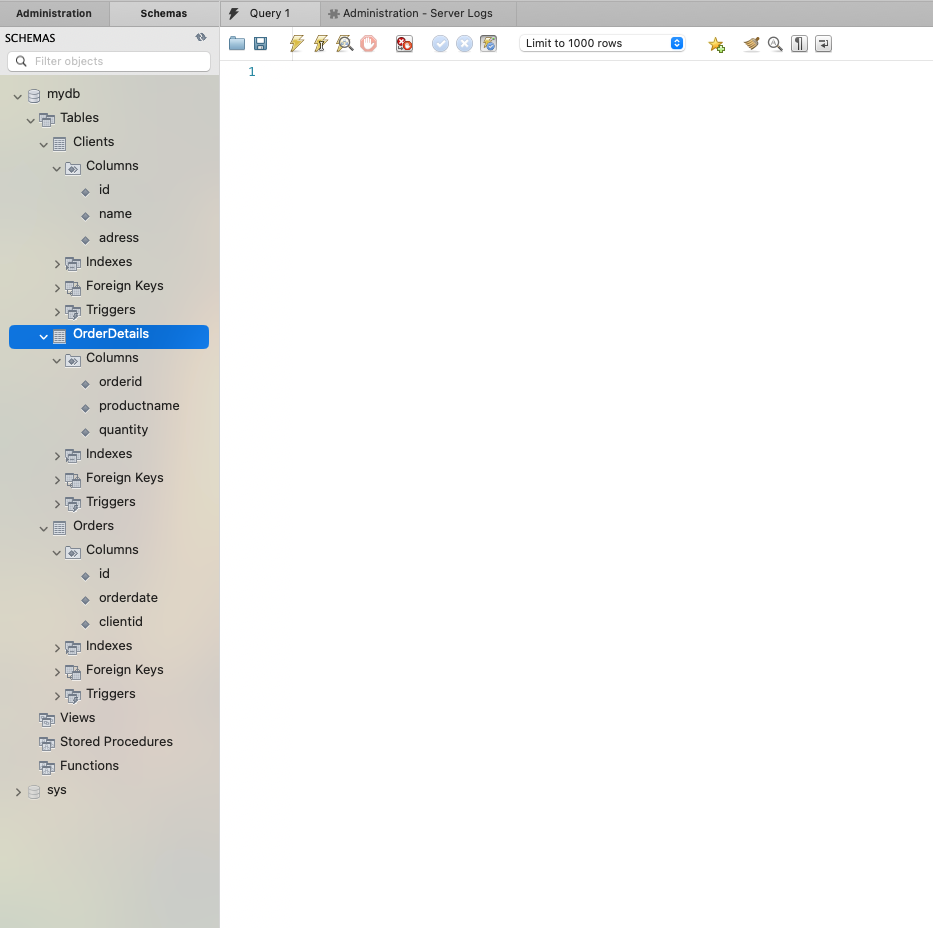 Administration Schemas Query 1 Administration - Server Logs
SCHEMAS
Limit to 1000 rows
Filter objects
1
mydb
Tables
Clients
Columns
id
name
adress
Indexes
Foreign Keys
Triggers
OrderDetails
Columns
orderid
productname
quantity
Indexes
Foreign Keys
Triggers
Orders
Columns
id
orderdate
clientid
Indexes
Foreign Keys
Triggers
Views
Stored Procedures
Functions
sys